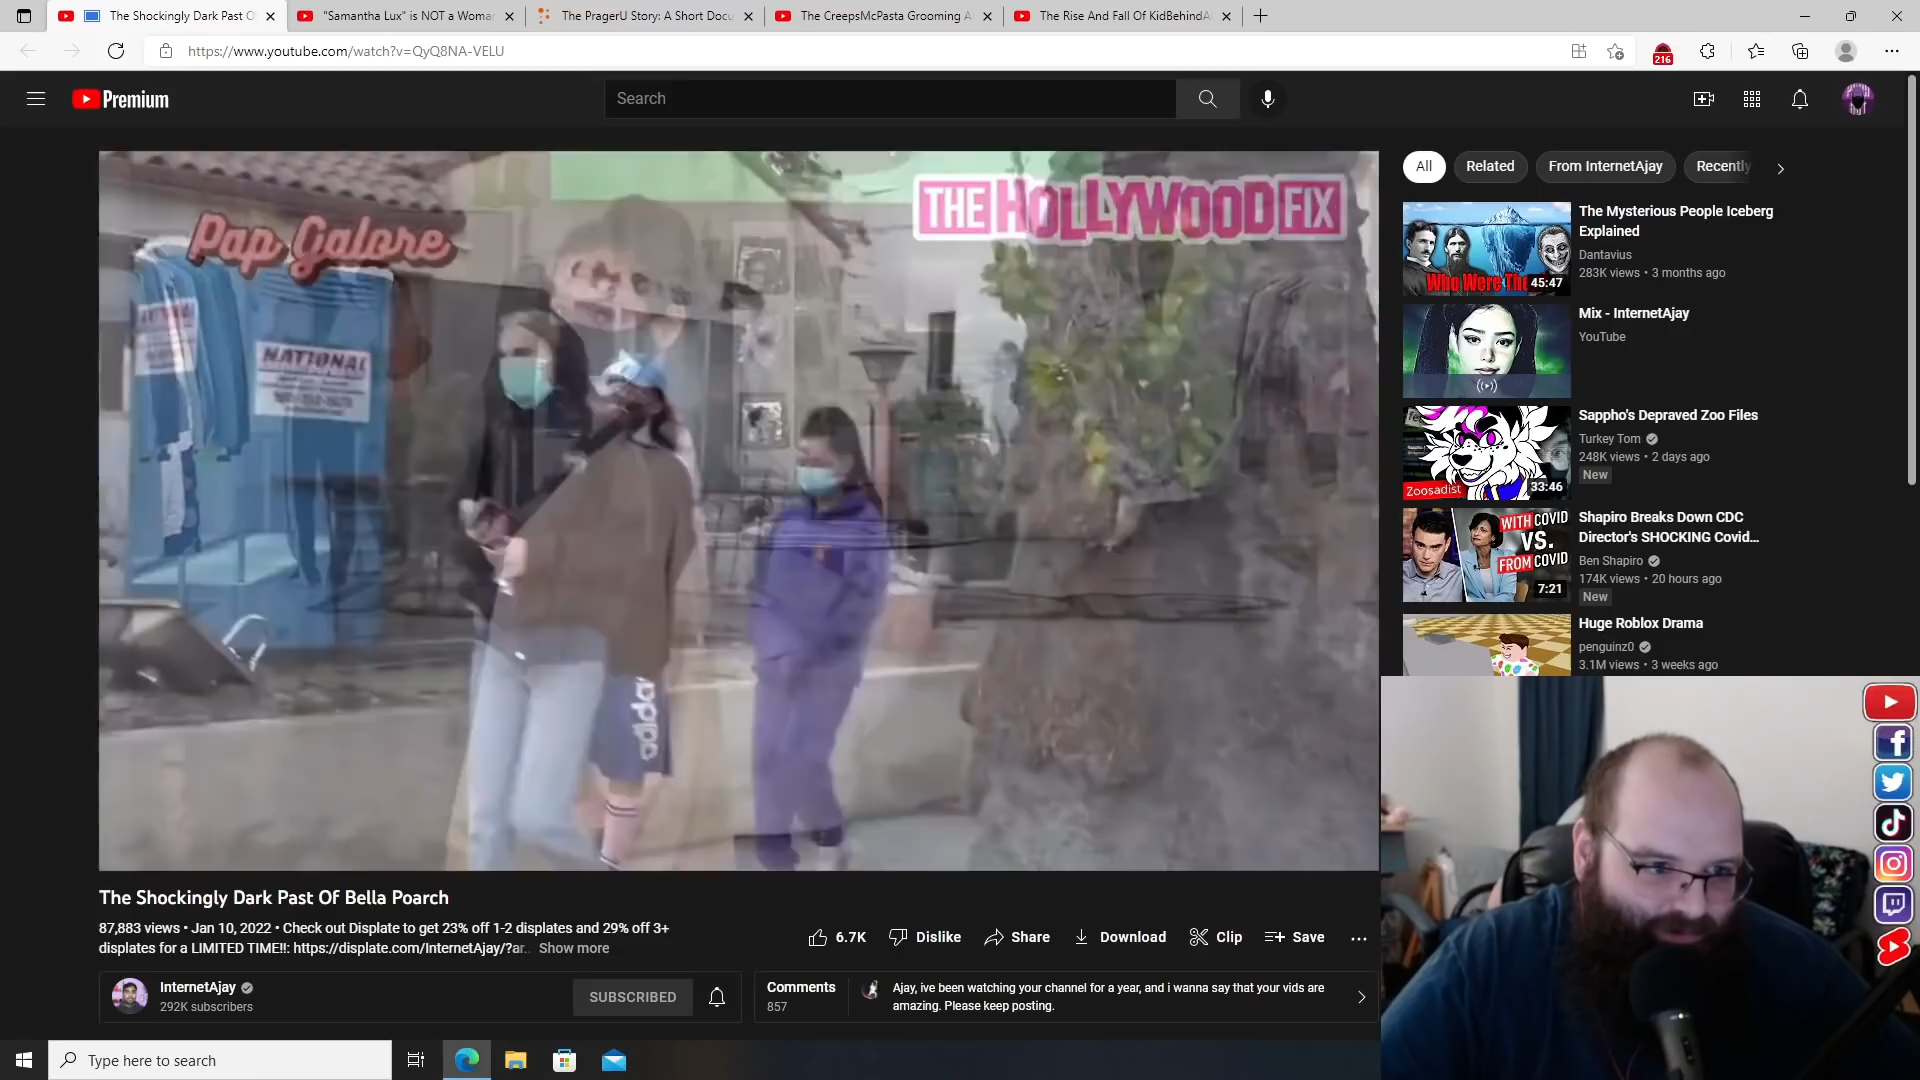 The Shockingly Dark Past O
"Samantha Lux" is NOT a Woma
The PragerU Story: A Short Docu
The CreepsMcPasta Grooming A
The Rise And Fall Of KidBehindA
https://www.youtube.com/watch?v=QyQ8NA-VELU
216
Premium
Search
Pap Galore
THE HOLLYWOOD FIX
NATIONAL
adidas
All
Related
From InternetAjay
Recently
The Mysterious People Iceberg
Explained
Dantavius
283K views • 3 months ago
Who Were The
45:47
Mix - InternetAjay
YouTube
Sappho's Depraved Zoo Files
Turkey Tom
248K views • 2 days ago
New
Zoosadist
33:46
Shapiro Breaks Down CDC
Director's SHOCKING Covid...
Ben Shapiro
174K views • 20 hours ago
New
WITH COVID
VS.
FROM COVID
7:21
Huge Roblox Drama
penguinz0
3.1M views • 3 weeks ago
The Shockingly Dark Past Of Bella Poarch
87,883 views • Jan 10, 2022 • Check out Displate to get 23% off 1-2 displates and 29% off 3+
displates for a LIMITED TIME!!: https://displate.com/InternetAjay/?ar... Show more
6.7K
Dislike
Share
Download
Clip
Save
InternetAjay
292K subscribers
SUBSCRIBED
Comments
857
Ajay, ive been watching your channel for a year, and i wanna say that your vids are
amazing. Please keep posting.
Type here to search